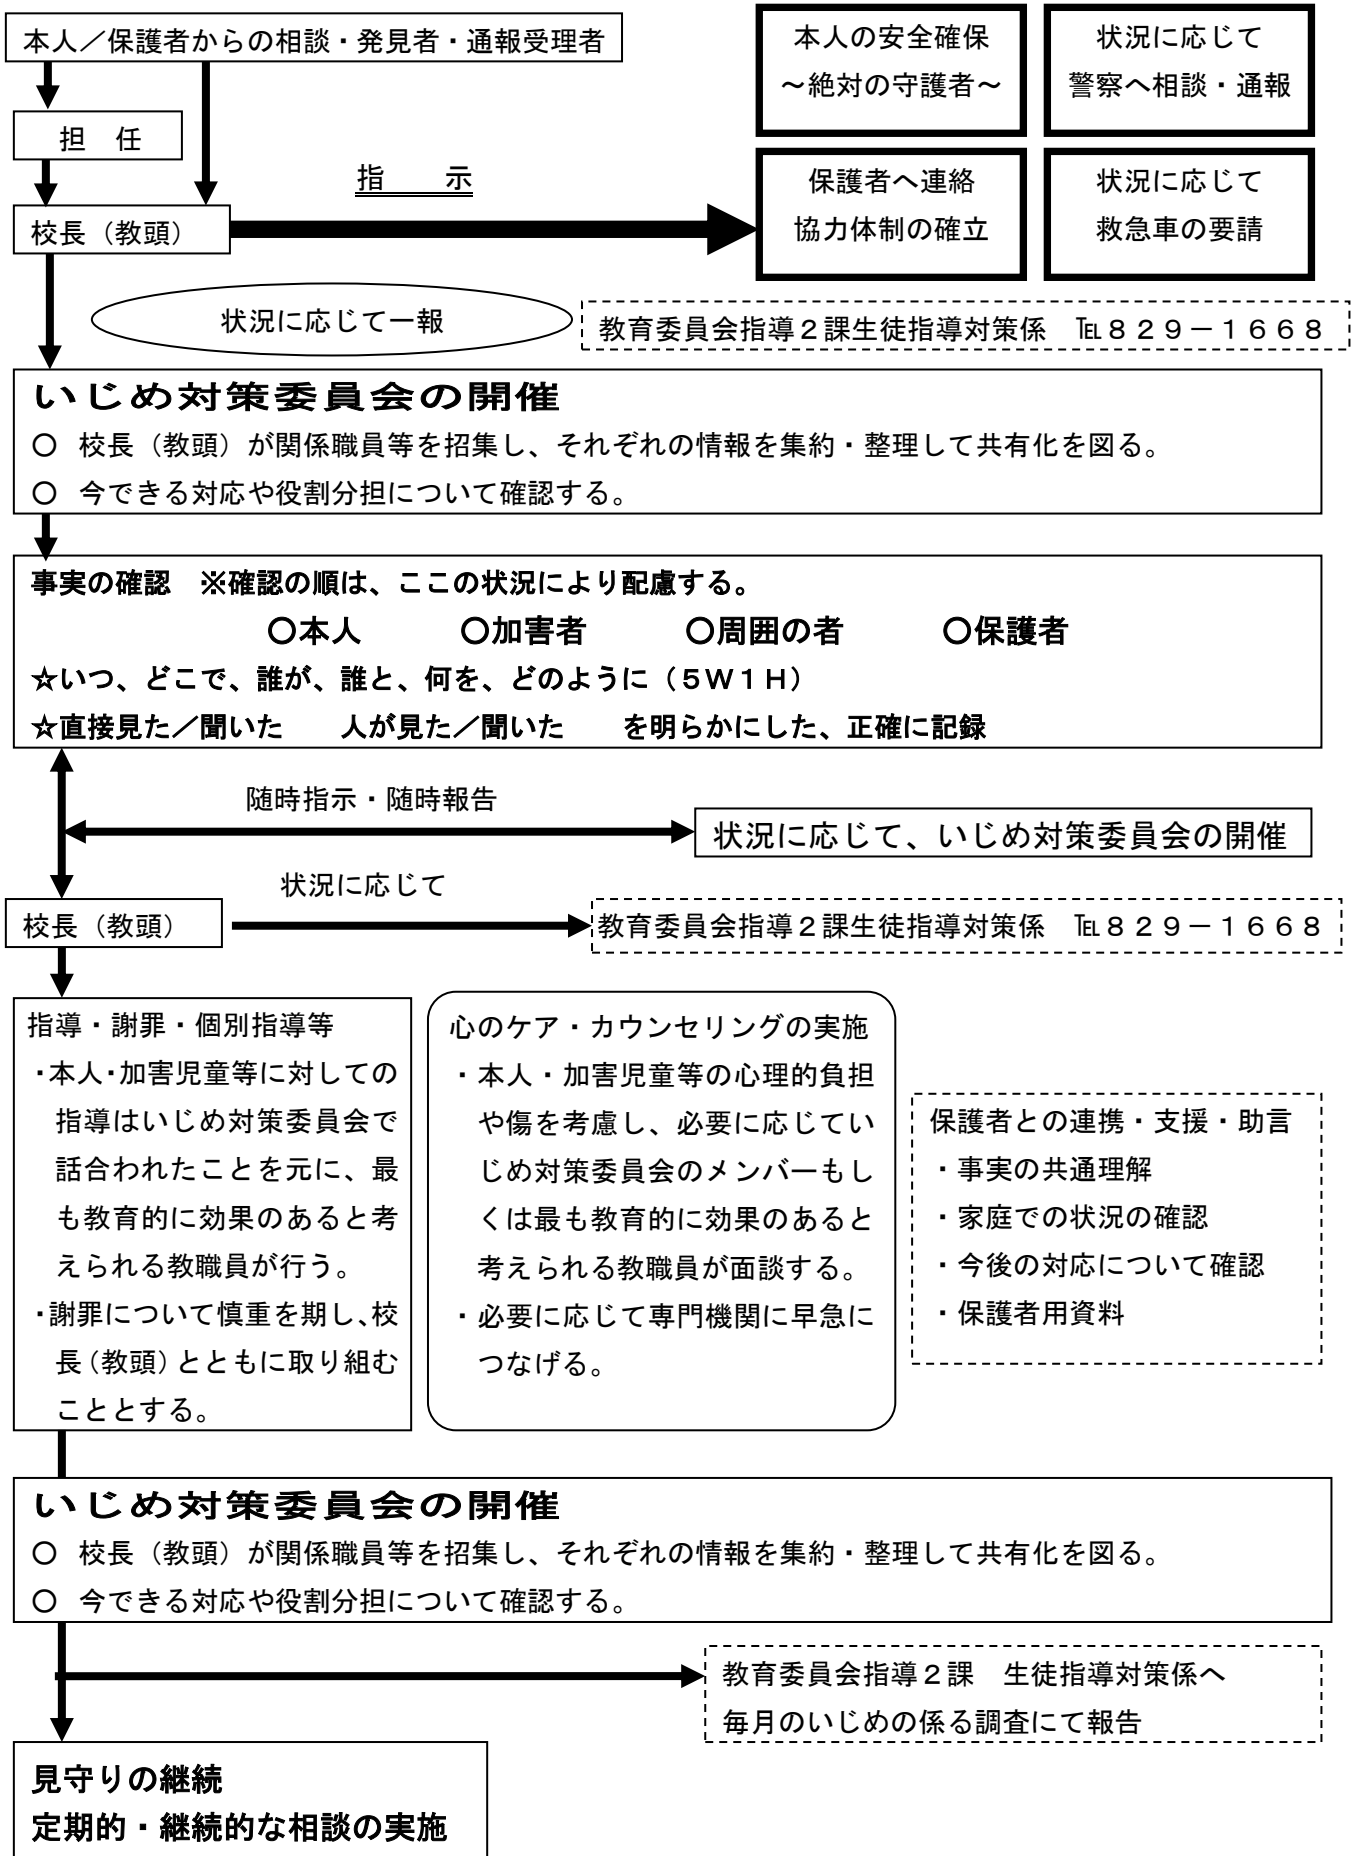 本人／保護者からの相談・発見者・通報受理者
担　任
校長（教頭）
指　　示
本人の安全確保
～絶対の守護者～
状況に応じて
警察へ相談・通報
保護者へ連絡
協力体制の確立
状況に応じて
救急車の要請
状況に応じて一報
教育委員会指導２課生徒指導対策係　℡８２９－１６６８
いじめ対策委員会の開催
○　校長（教頭）が関係職員等を招集し、それぞれの情報を集約・整理して共有化を図る。
○　今できる対応や役割分担について確認する。
事実の確認　※確認の順は、ここの状況により配慮する。
○本人　　　○加害者　　　○周囲の者　　　○保護者
☆いつ、どこで、誰が、誰と、何を、どのように（５Ｗ１Ｈ）
☆直接見た／聞いた　　人が見た／聞いた　　を明らかにした、正確に記録
随時指示・随時報告
状況に応じて、いじめ対策委員会の開催
状況に応じて
校長（教頭）
教育委員会指導２課生徒指導対策係　℡８２９－１６６８
指導・謝罪・個別指導等
・本人・加害児童等に対しての
指導はいじめ対策委員会で
話合われたことを元に、最
も教育的に効果のあると考
えられる教職員が行う。
・謝罪について慎重を期し、校
長（教頭）とともに取り組む
こととする。
心のケア・カウンセリングの実施
・本人・加害児童等の心理的負担
や傷を考慮し、必要に応じてい
じめ対策委員会のメンバーもし
くは最も教育的に効果のあると
考えられる教職員が面談する。
・必要に応じて専門機関に早急に
つなげる。
保護者との連携・支援・助言
・事実の共通理解
・家庭での状況の確認
・今後の対応について確認
・保護者用資料
いじめ対策委員会の開催
○　校長（教頭）が関係職員等を招集し、それぞれの情報を集約・整理して共有化を図る。
○　今できる対応や役割分担について確認する。
教育委員会指導２課　生徒指導対策係へ
毎月のいじめの係る調査にて報告
見守りの継続
定期的・継続的な相談の実施